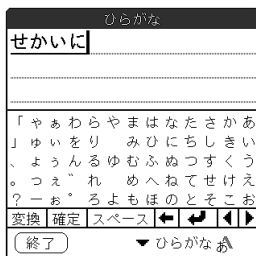 ひらがな
せかいに
「 ゃ ぁ わ ら や ま は な た さ か あ
」 ゅ ぃ を り み ひ に ち し き い
、 ょ ぅ ん る ゆ む ふ ぬ つ す く う
。 っ ぇ ゛ れ め へ ね て せ け え
? ー ぉ ゜ ろ よ も ほ の と そ こ お
変換 確定 スペース
終了 ひらがな あA